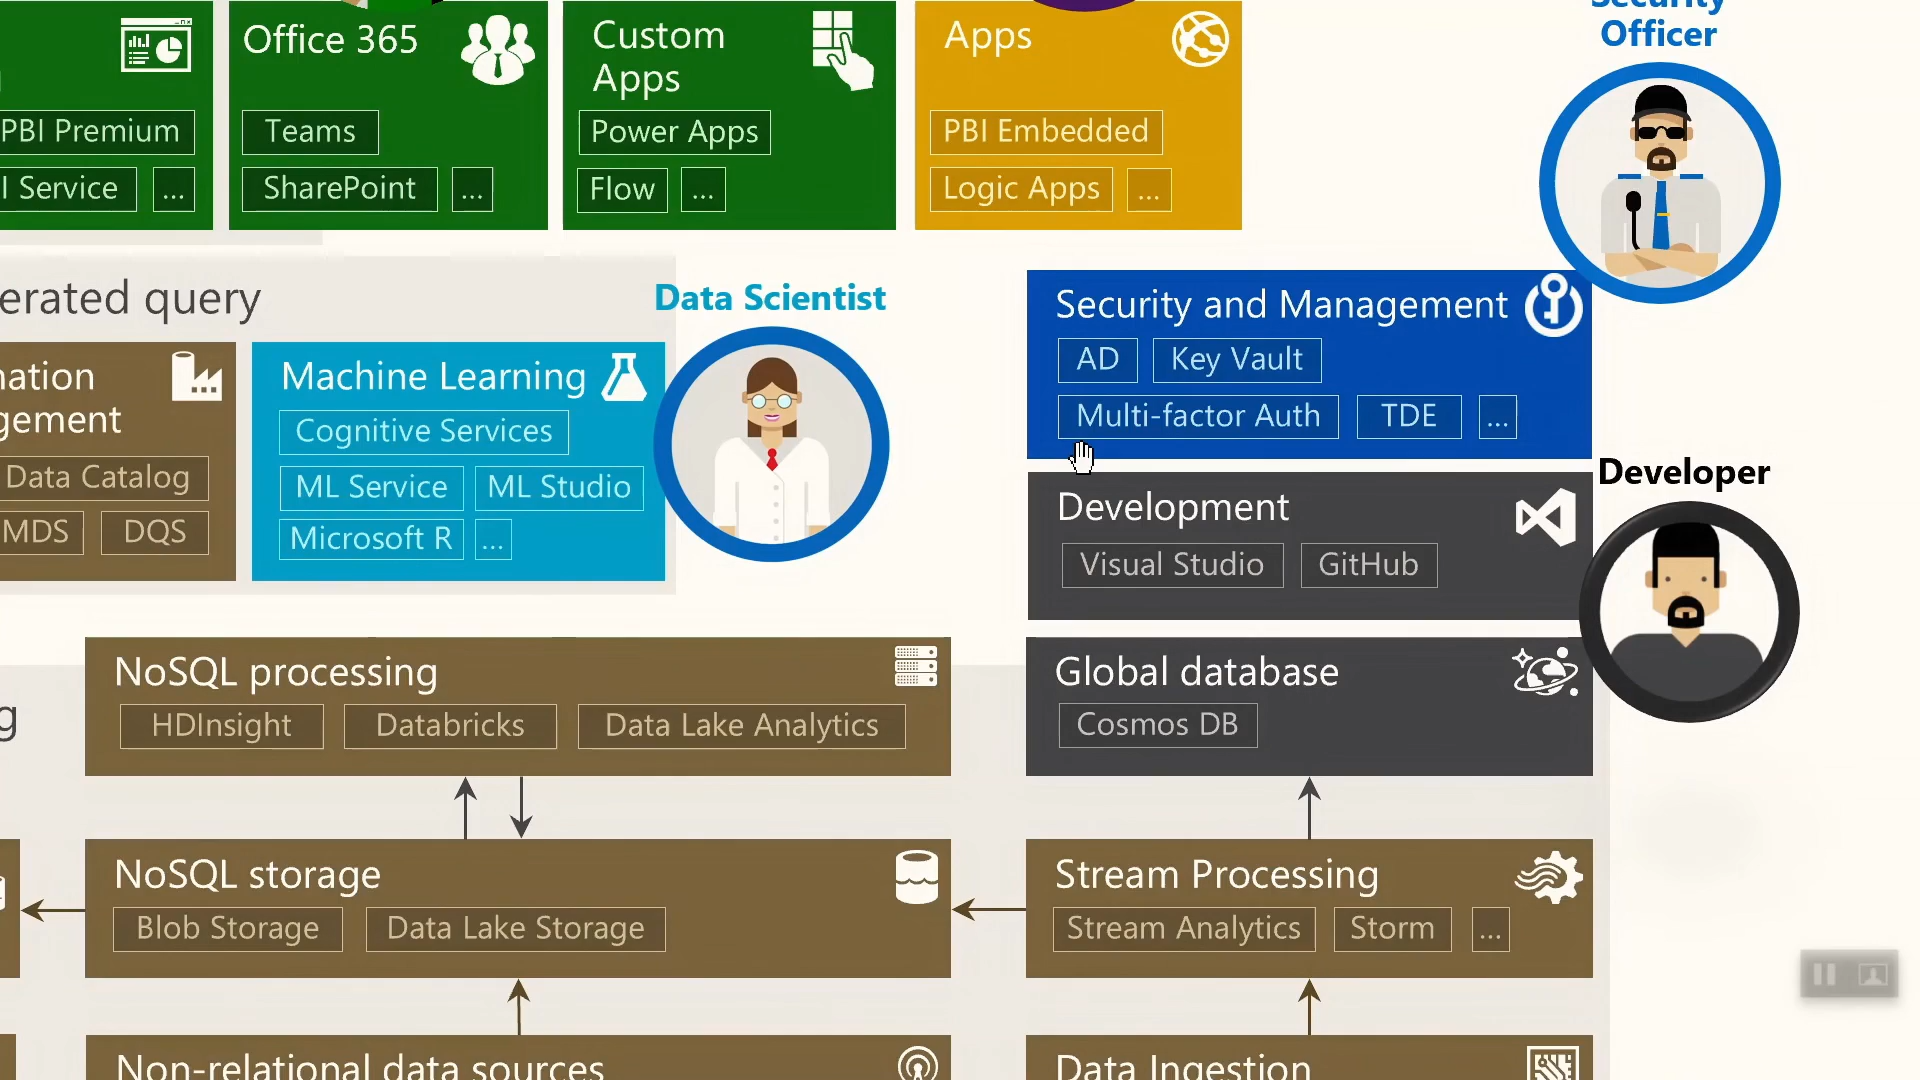 Security
Officer
Office 365
Custom
Apps
Apps
PBI Premium
Teams
Power Apps
PBI Embedded
I Service
...
SharePoint
...
Flow
...
Logic Apps
...
erated query
Data Scientist
Security and Management
AD
Key Vault
Multi-factor Auth
TDE
...
nation
gement
Data Catalog
MDS
DQS
Machine Learning
Cognitive Services
ML Service
ML Studio
Microsoft R
...
Developer
Development
Visual Studio
GitHub
g
NoSQL processing
HDInsight
Databricks
Data Lake Analytics
Global database
Cosmos DB
NoSQL storage
Blob Storage
Data Lake Storage
Stream Processing
Stream Analytics
Storm
...
Non-relational data sources
Data Ingestion